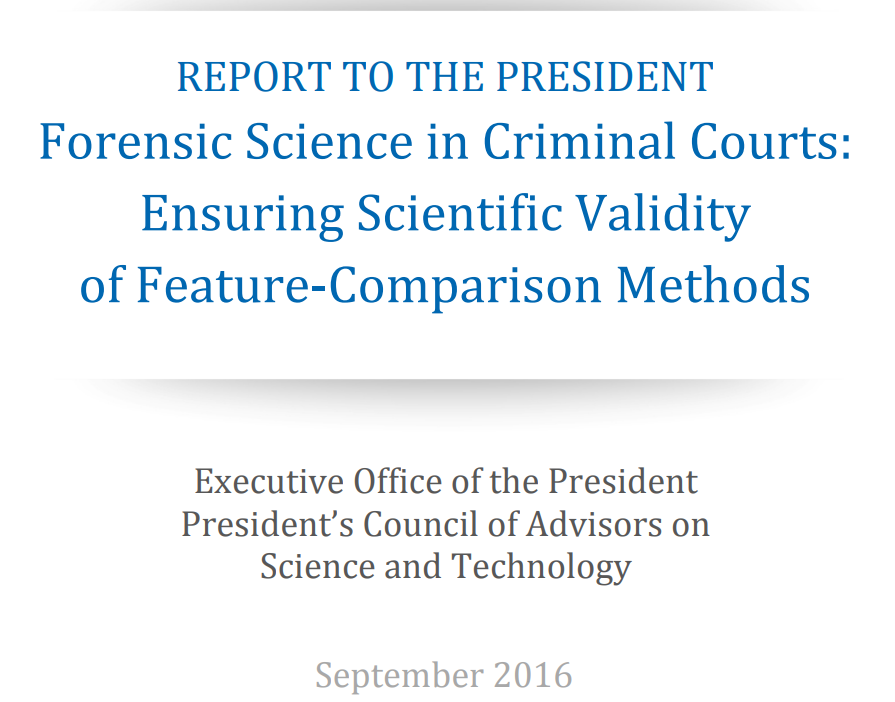 REPORT TO THE PRESIDENT
Forensic Science in Criminal Courts:
Ensuring Scientific Validity
of Feature-Comparison Methods
Executive Office of the President
President’s Council of Advisors on
Science and Technology
September 2016